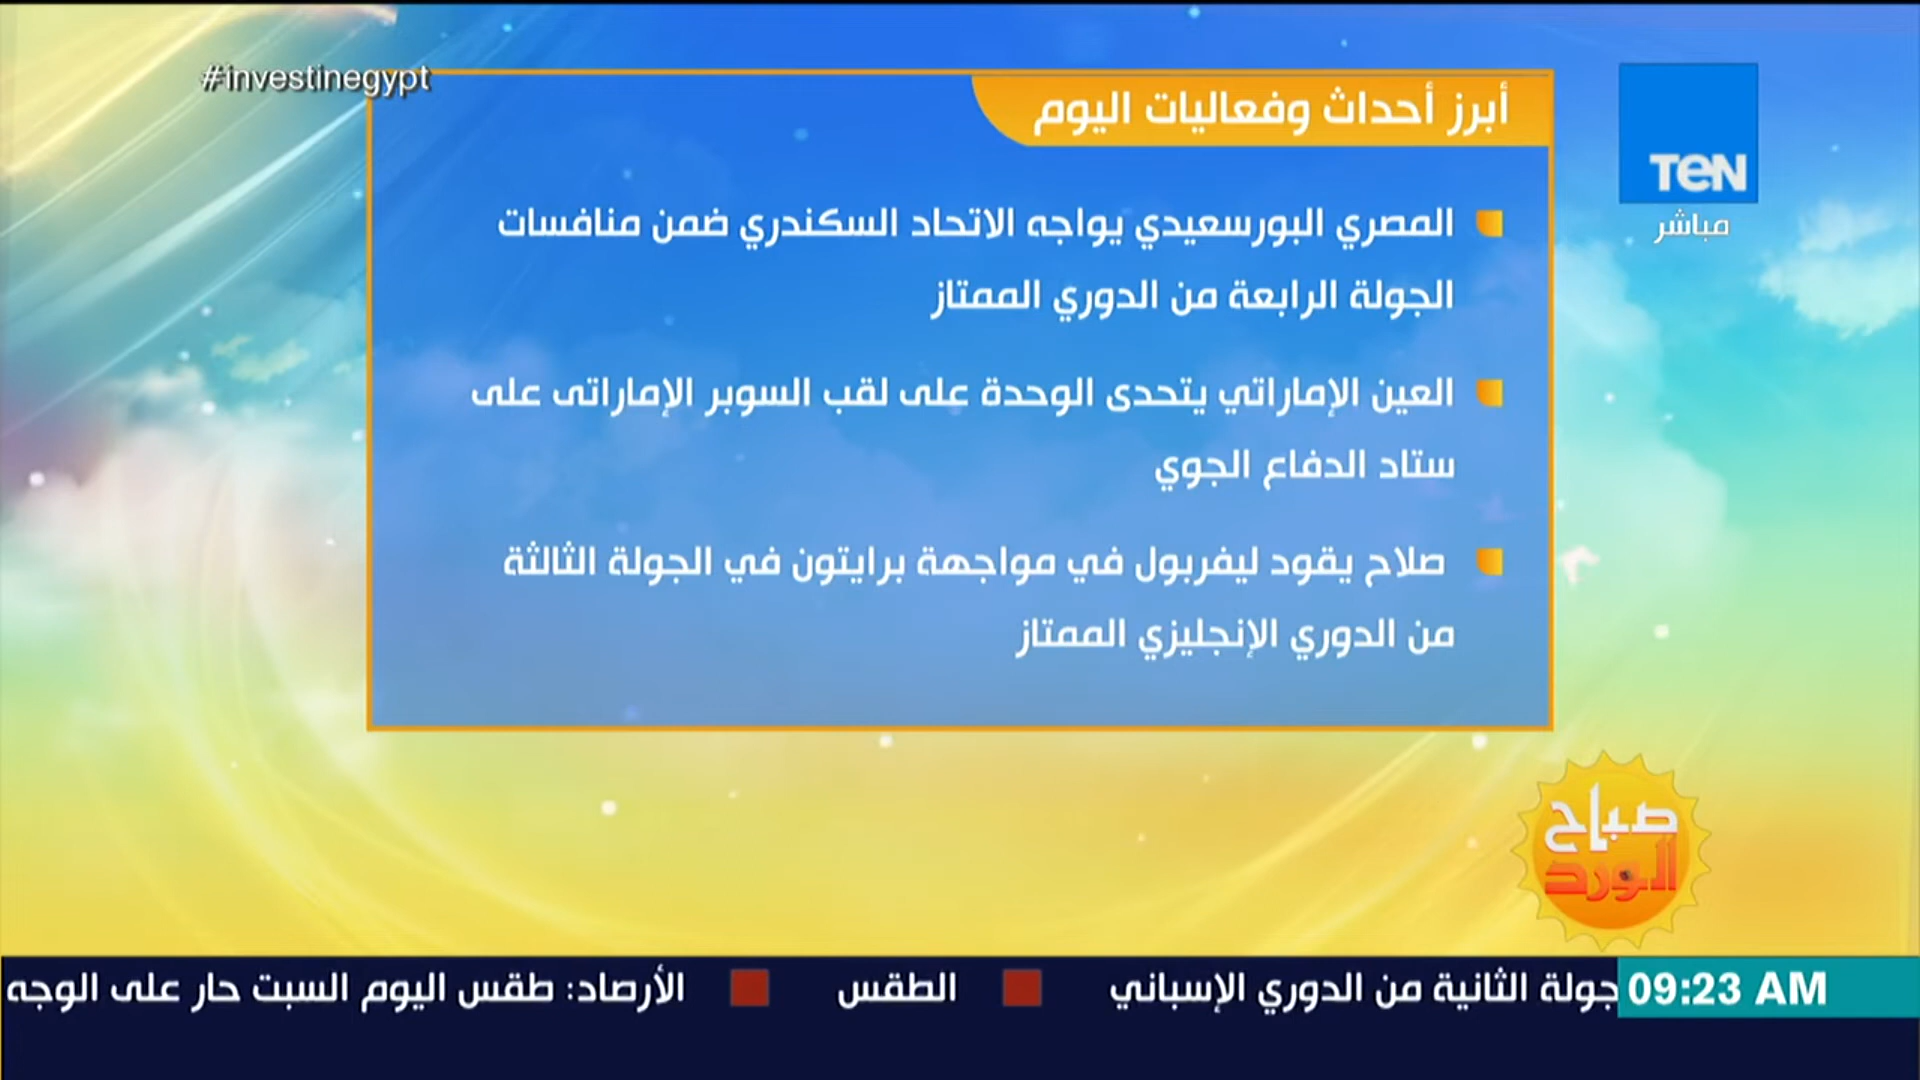 #investinegypt
أبرز أحداث وفعاليات اليوم
TEN
مباشر
المصري البورسعيدي يواجه الاتحاد السكندري ضمن منافسات
الجولة الرابعة من الدوري الممتاز
العين الإماراتي يتحدى الوحدة على لقب السوبر الإماراتى على
ستاد الدفاع الجوي
صلاح يقود ليفربول في مواجهة برايتون في الجولة الثالثة
من الدوري الإنجليزي الممتاز
صباح
الورد
09:23 AM
جولة الثانية من الدوري الإسباني الطقس الأرصاد: طقس اليوم السبت حار على الوجه